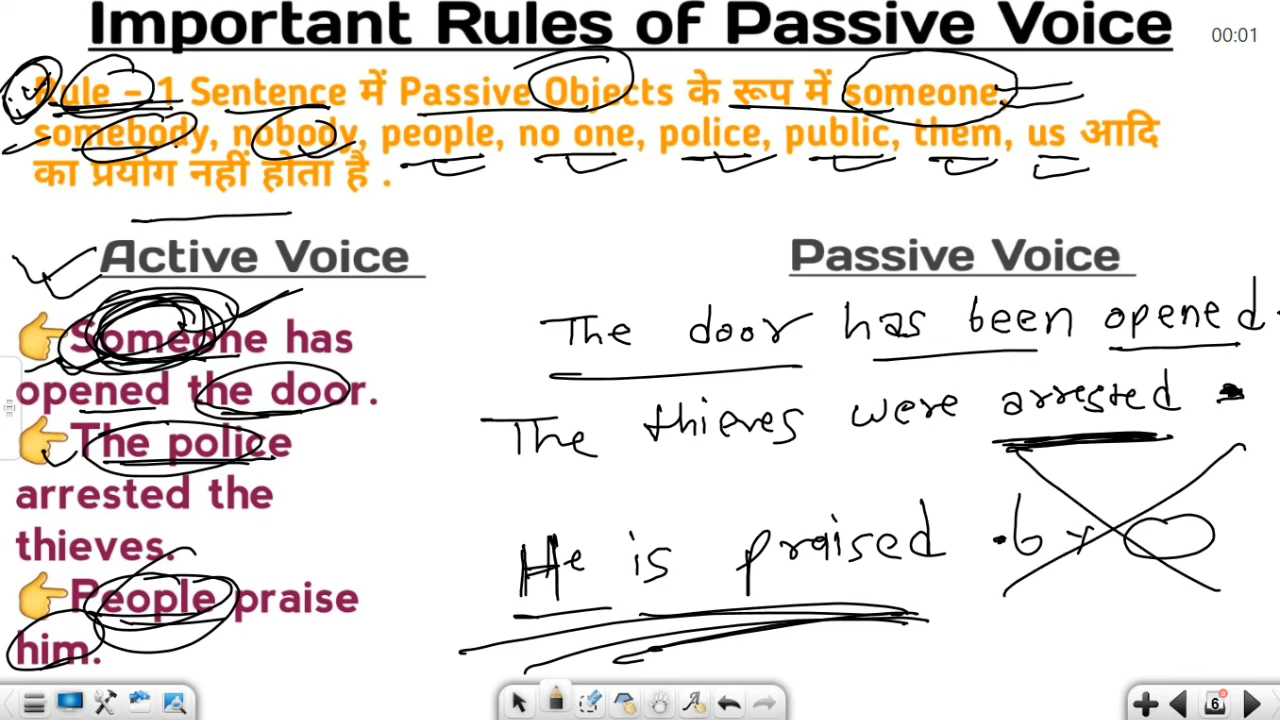 Important Rules of Passive Voice
00:01
Rule - 1 Sentence में Passive Objects के रूप में someone,
somebody, nobody, people, no one, police, public, them, us आदि
का प्रयोग नहीं होता है .
Active Voice
Passive Voice
Someone has
opened the door.
The police
arrested the
thieves.
People praise
him.
The door has been opened.
The thieves were arrested.
He is praised by
6